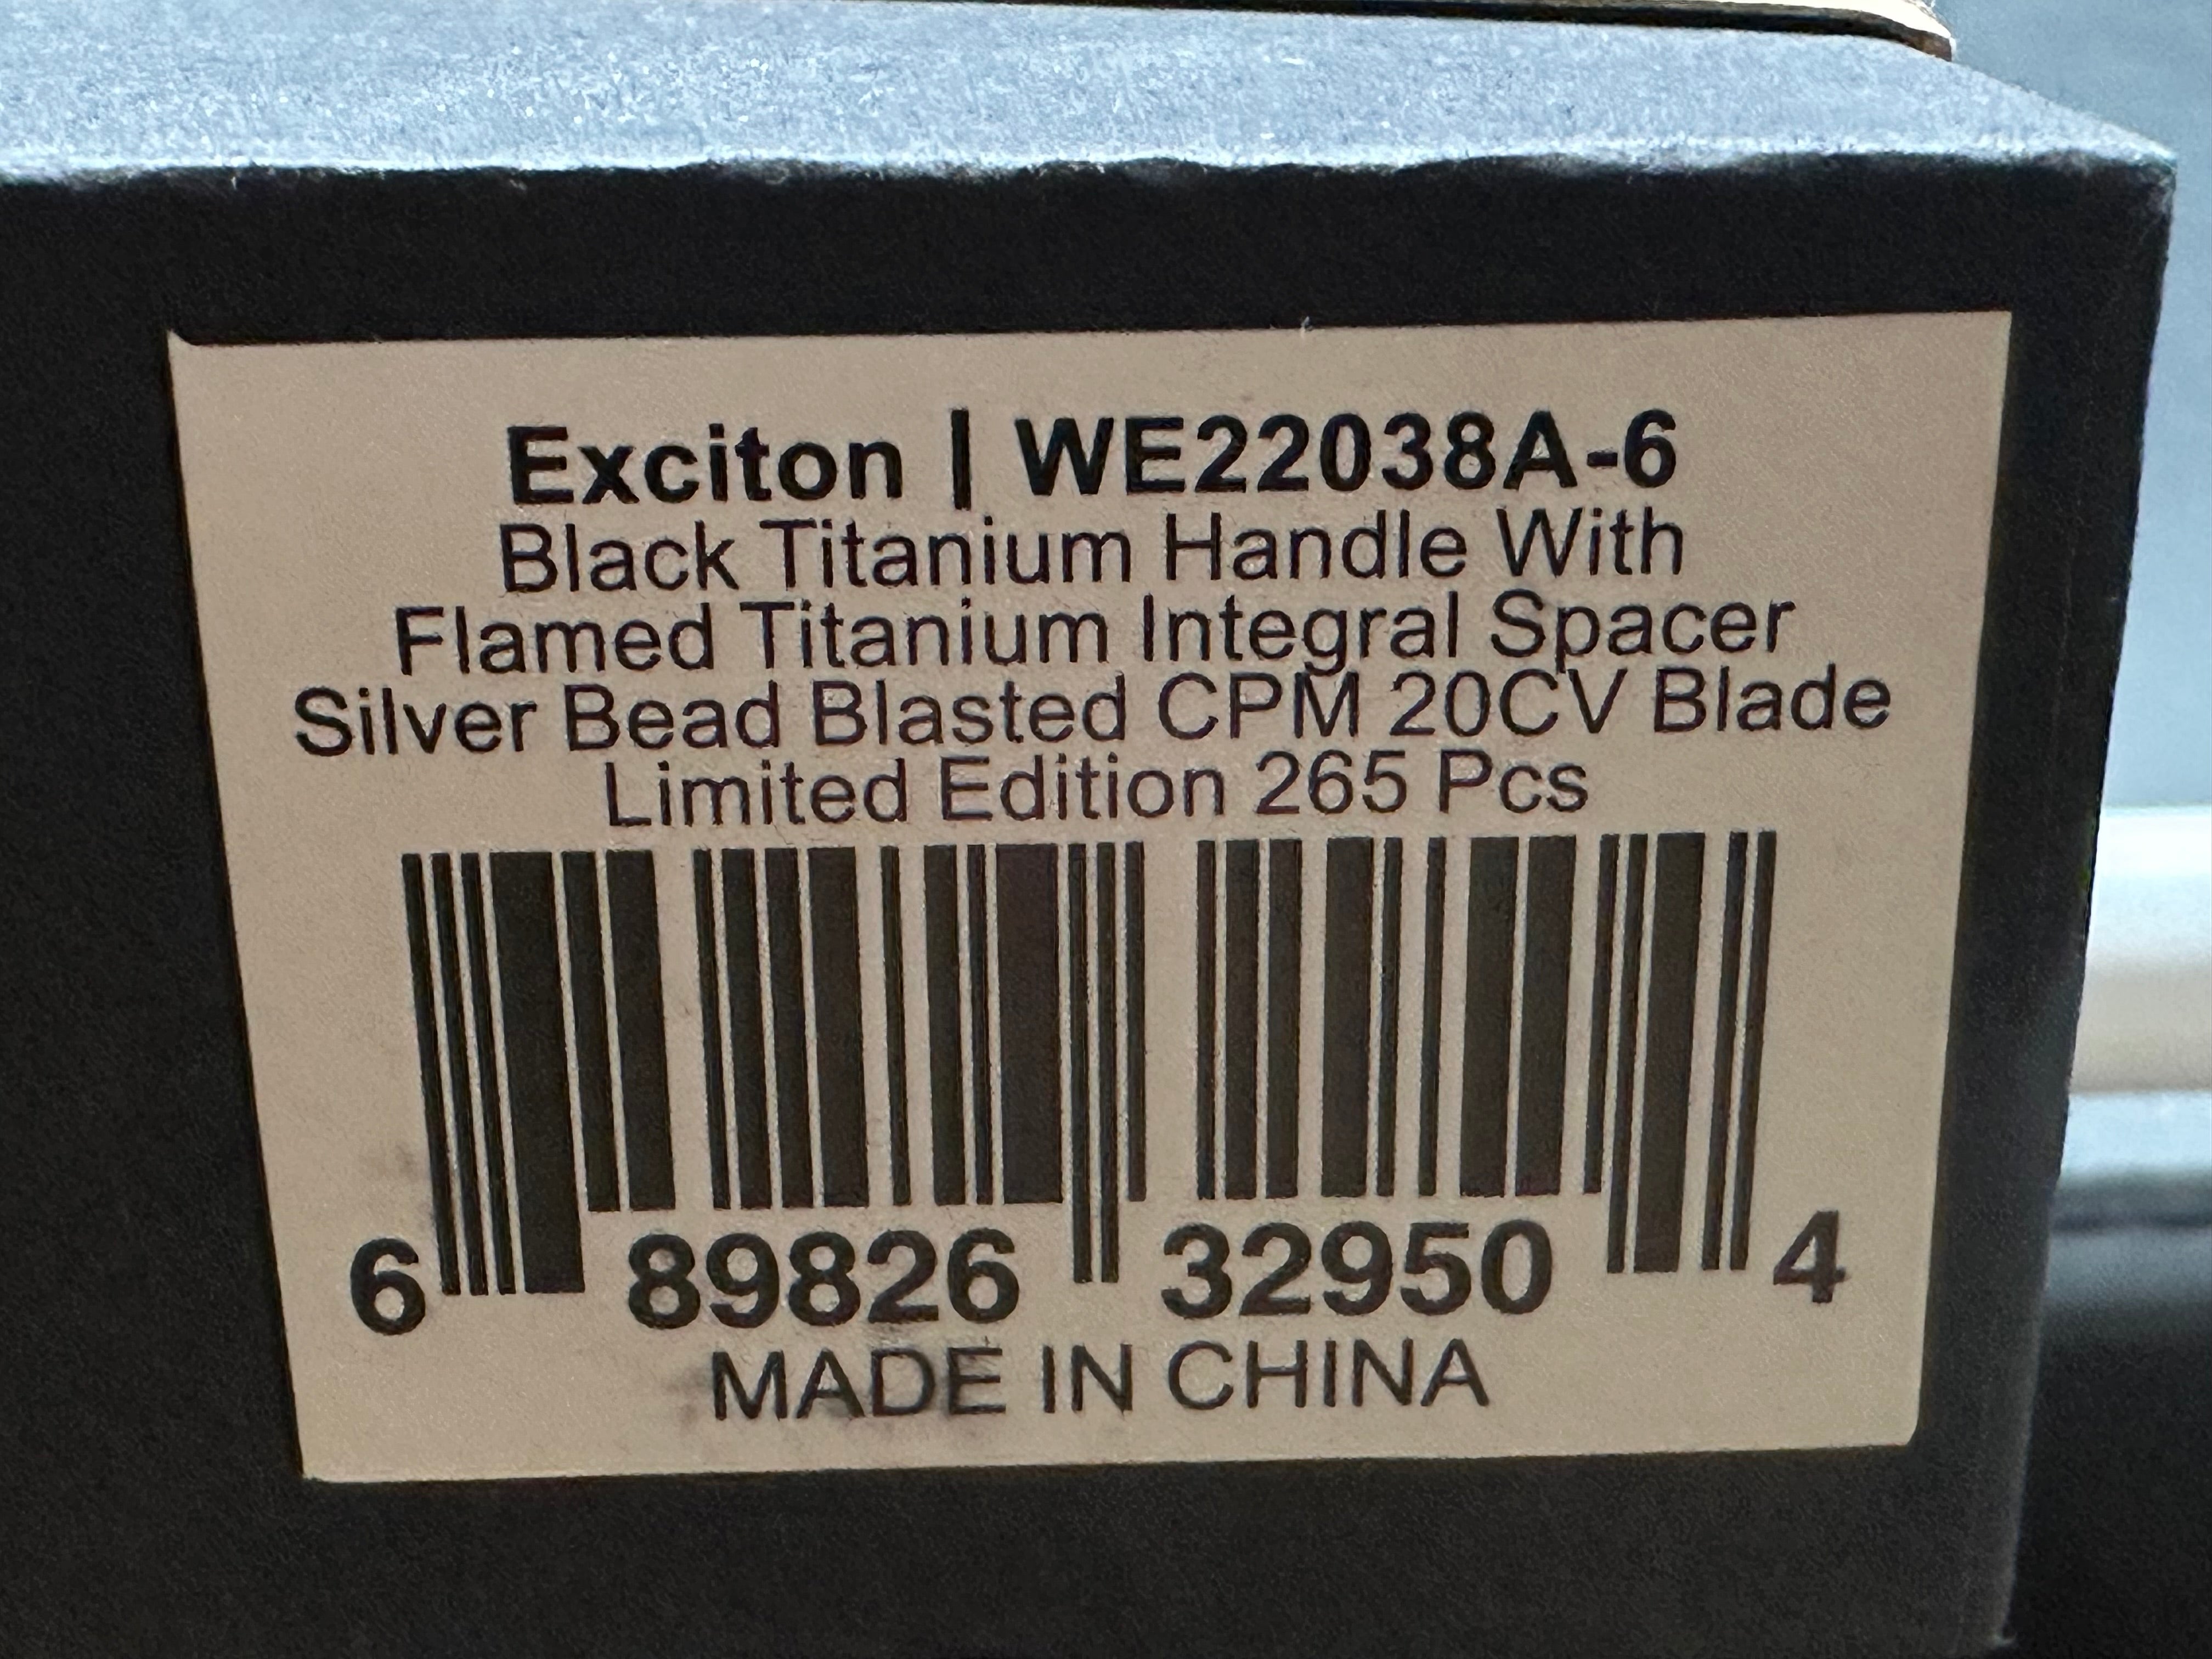 Exciton | WE22038A-6
Black Titanium Handle With
Flamed Titanium Integral Spacer
Silver Bead Blasted CPM 20CV Blade
Limited Edition 265 Pcs
6 89826 32950 4
MADE IN CHINA